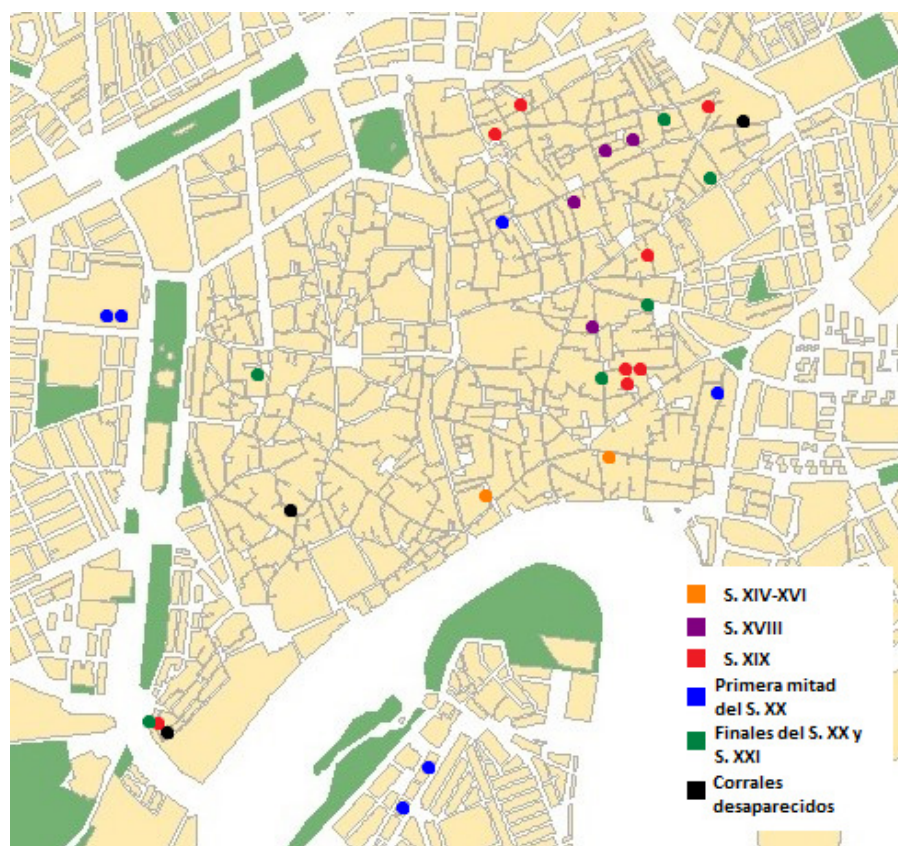 S. XIV-XVI
S. XVIII
S. XIX
Primera mitad
del S. XX
Finales del S. XX y
S. XXI
Corrales
desaparecidos